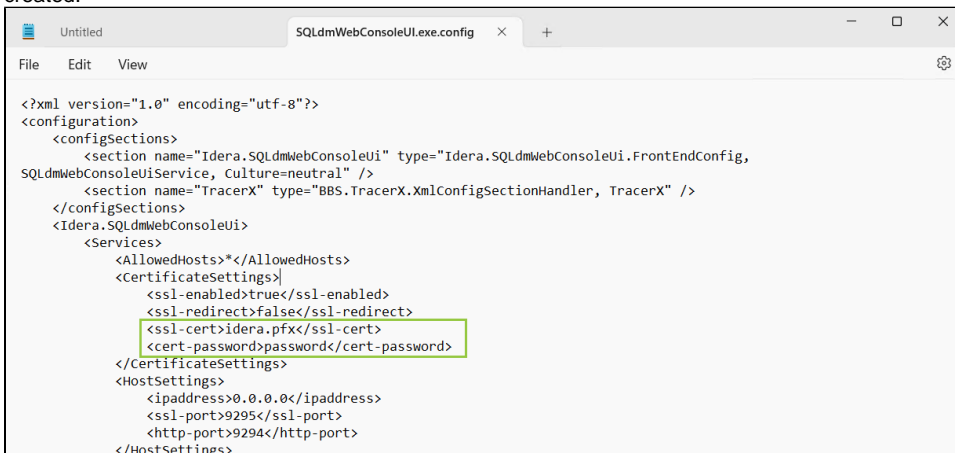 created.
Untitled
SQLdmWebConsoleUI.exe.config × +
File Edit View
<?xml version="1.0" encoding="utf-8"?>
<configuration>
<configSections>
<section name="Idera.SQLdmWebConsoleUi" type="Idera.SQLdmWebConsoleUi.FrontEndConfig,
SQLdmWebConsoleUiService, Culture=neutral" />
<section name="TracerX" type="BBS.TracerX.XmlConfigSectionHandler, TracerX" />
</configSections>
<Idera.SQLdmWebConsoleUi>
<Services>
<AllowedHosts>*</AllowedHosts>
<CertificateSettings>
<ssl-enabled>true</ssl-enabled>
<ssl-redirect>false</ssl-redirect>
<ssl-cert>idera.pfx</ssl-cert>
<cert-password>password</cert-password>
</CertificateSettings>
<HostSettings>
<ipaddress>0.0.0.0</ipaddress>
<ssl-port>9295</ssl-port>
<http-port>9294</http-port>
</HostSettings>